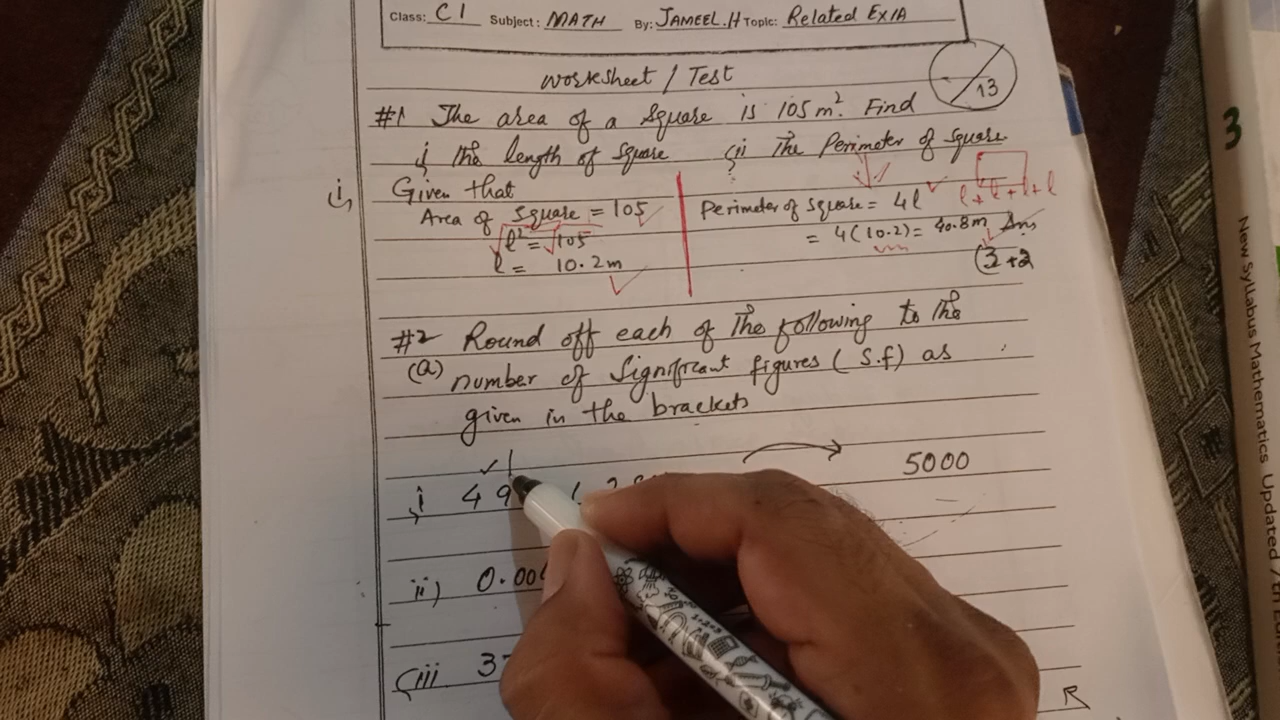 Class: C1 Subject: MATH By: JAMEEL.H Topic: Related EX1A
Worksheet / Test
13
#1 The area of a square is 105 m². Find
i, the length of square (ii The Perimeter of square
i, Given that
Area of square = 105
√l² = √105
l = 10.2m
Perimeter of square = 4l l+l+l+l
= 4(10.2) = 40.8m Ans
(3+2
#2 Round off each of the following to the
(a) number of significant figures (S.f) as
given in the brackets
i, 49 5000
ii) 0.00
(iii 3
3
New Syllabus Mathematics Updated